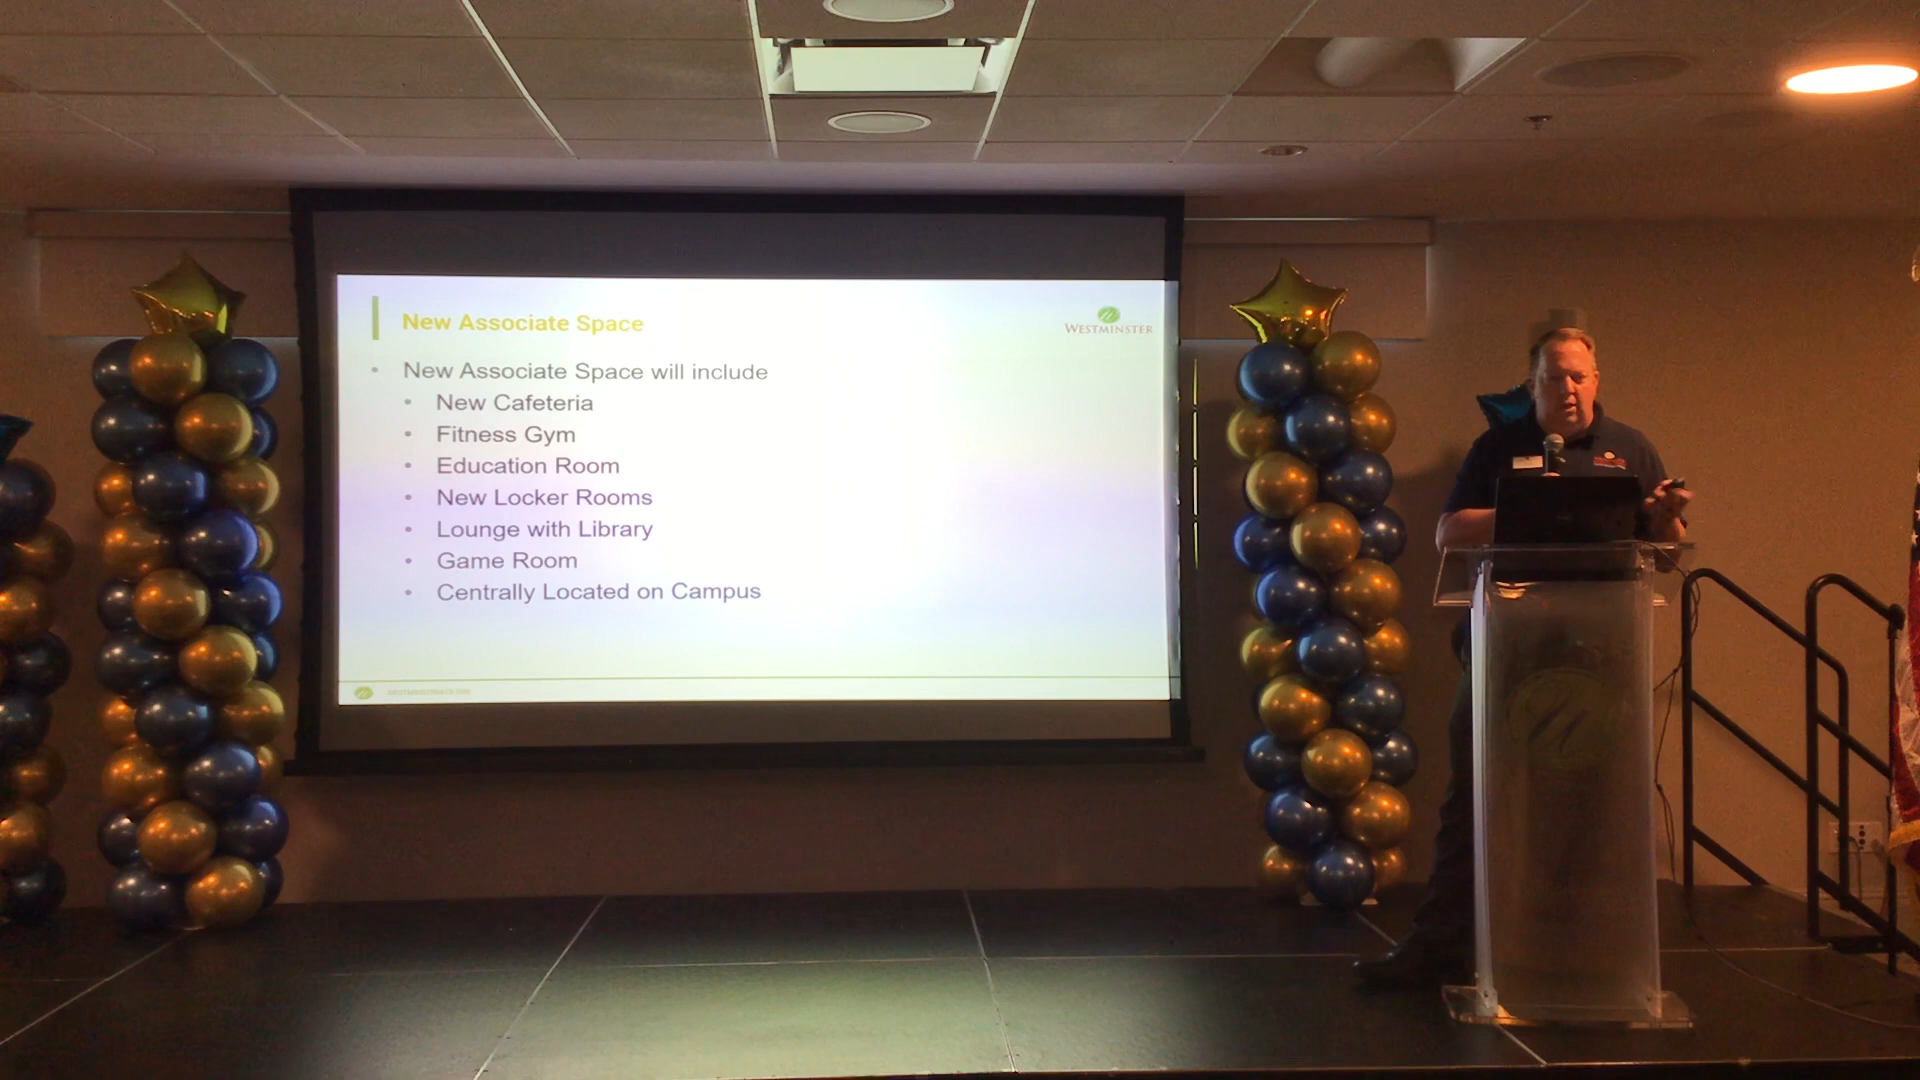 New Associate Space
WESTMINSTER
New Associate Space will include
New Cafeteria
Fitness Gym
Education Room
New Locker Rooms
Lounge with Library
Game Room
Centrally Located on Campus